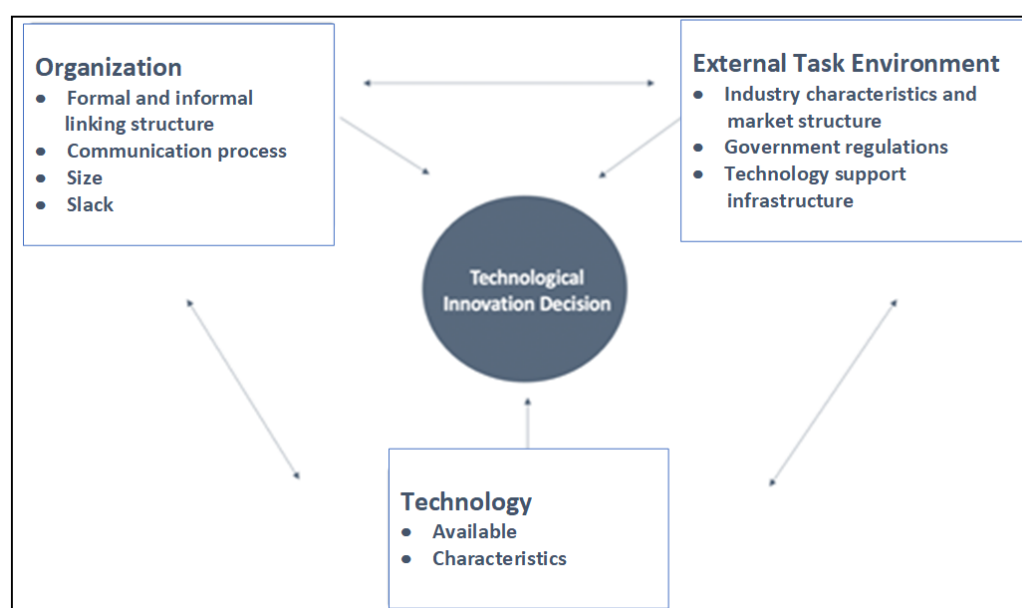 Organization
● Formal and informal
linking structure
● Communication process
● Size
● Slack
External Task Environment
● Industry characteristics and
market structure
● Government regulations
● Technology support
infrastructure
Technological
Innovation Decision
Technology
● Available
● Characteristics